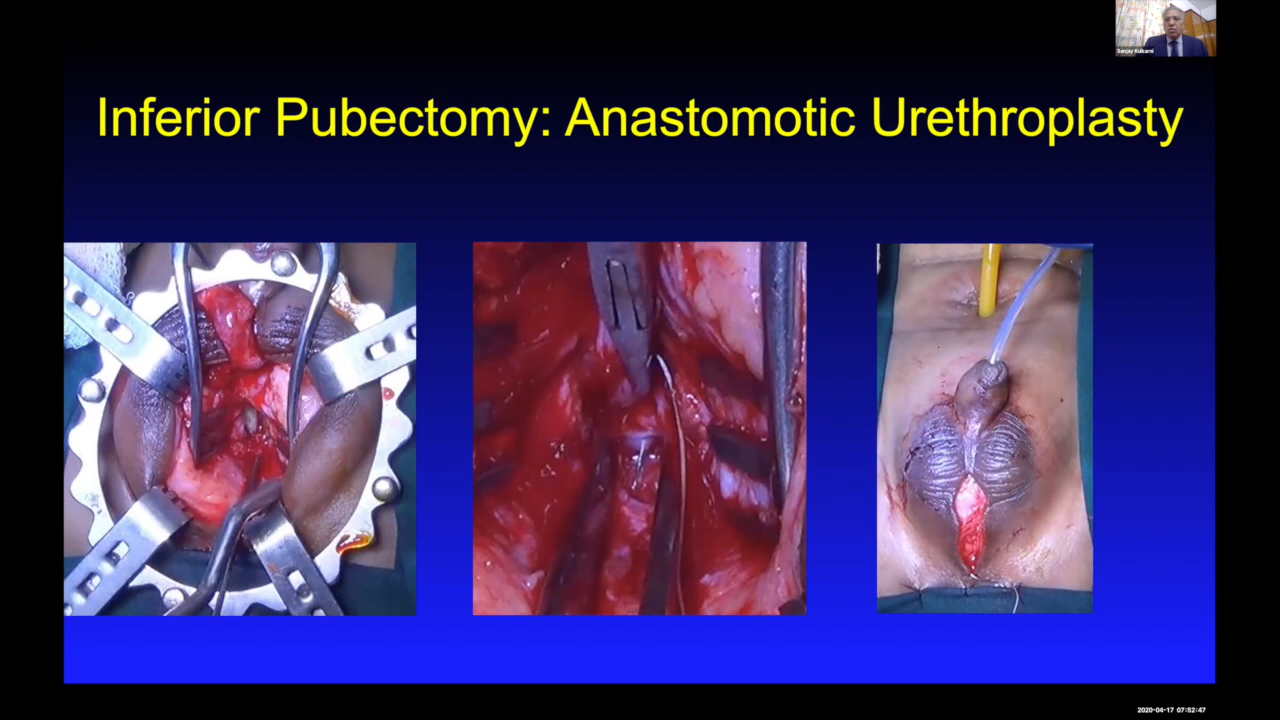 Sanjay Kulkarni
Inferior Pubectomy: Anastomotic Urethroplasty
2020-04-17 07:52:47